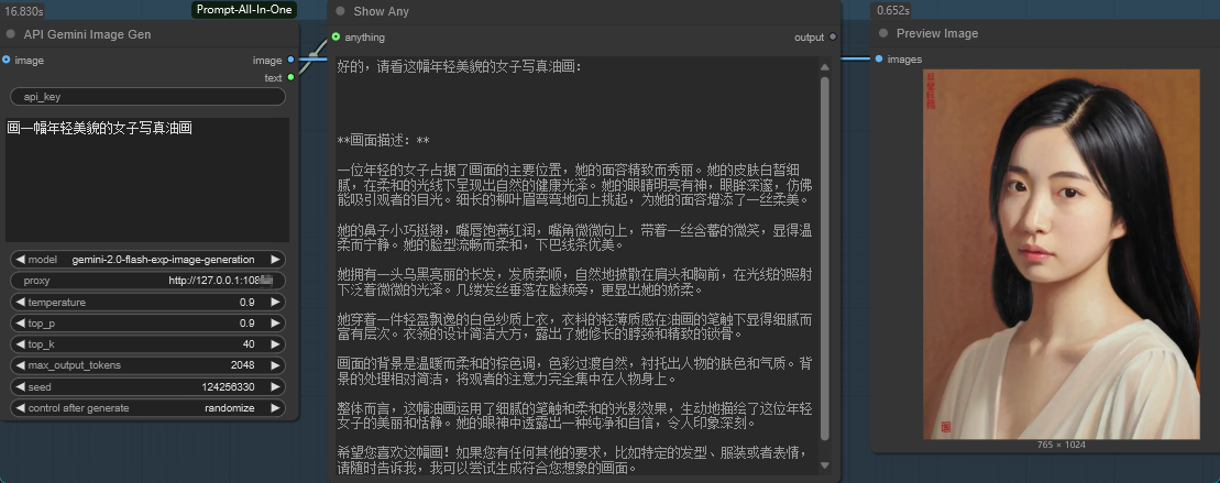 16.830s
Prompt-All-In-One
API Gemini Image Gen
image
image
text
api_key
画一幅年轻美貌的女子写真油画
model
gemini-2.0-flash-exp-image-generation
proxy
http://127.0.0.1:108
temperature
0.9
top_p
0.9
top_k
40
max_output_tokens
2048
seed
124256330
control after generate
randomize
Show Any
anything
output
好的，请看这幅年轻美貌的女子写真油画：
**画面描述：**
一位年轻的女子占据了画面的主要位置，她的面容精致而秀丽。她的皮肤白皙细
腻，在柔和的光线下呈现出自然的健康光泽。她的眼睛明亮有神，眼眸深邃，仿佛
能吸引观者的目光。细长的柳叶眉弯弯地向上挑起，为她的面容增添了一丝柔美。
她的鼻子小巧挺翘，嘴唇饱满红润，嘴角微微向上，带着一丝含蓄的微笑，显得温
柔而宁静。她的脸型流畅而柔和，下巴线条优美。
她拥有一头乌黑亮丽的长发，发质柔顺，自然地披散在肩头和胸前，在光线的照射
下泛着微微的光泽。几缕发丝垂落在脸颊旁，更显出她的娇柔。
她穿着一件轻盈飘逸的白色纱质上衣，衣料的轻薄质感在油画的笔触下显得细腻而
富有层次。衣领的设计简洁大方，露出了她修长的脖颈和精致的锁骨。
画面的背景是温暖而柔和的棕色调，色彩过渡自然，衬托出人物的肤色和气质。背
景的处理相对简洁，将观者的注意力完全集中在人物身上。
整体而言，这幅油画运用了细腻的笔触和柔和的光影效果，生动地描绘了这位年轻
女子的美丽和恬静。她的眼神中透露出一种纯净和自信，令人印象深刻。
希望您喜欢这幅画！如果您有任何其他的要求，比如特定的发型、服装或者表情，
请随时告诉我，我可以尝试生成符合您想象的画面。
0.652s
Preview Image
images
765 × 1024